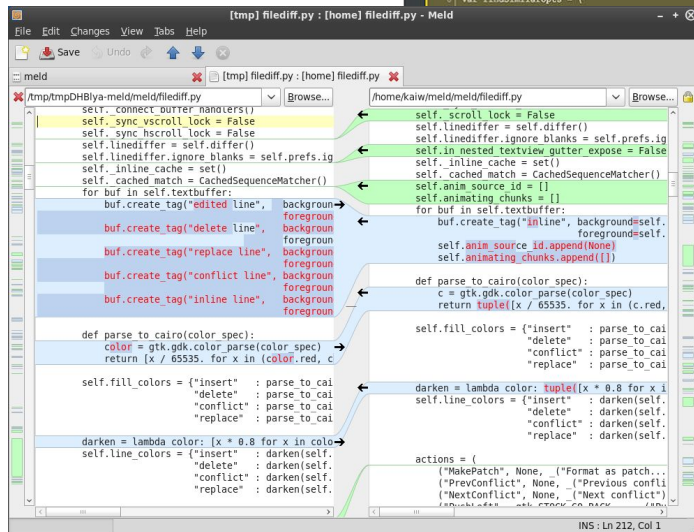 var findSimilaropts = {
[tmp] filediff.py : [home] filediff.py - Meld
File Edit Changes View Tabs Help
Save Undo
meld
[tmp] filediff.py : [home] filediff.py
/tmp/tmpDHBlya-meld/meld/filediff.py
Browse...
self._connect_buffer_handlers()
self._sync_vscroll_lock = False
self._sync_hscroll_lock = False
self.linediffer = self.differ()
self.linediffer.ignore_blanks = self.prefs.ig
self._inline_cache = set()
self._cached_match = CachedSequenceMatcher()
for buf in self.textbuffer:
buf.create_tag("edited line", backgroun
foregroun
buf.create_tag("delete line", backgroun
foregroun
buf.create_tag("replace line", backgroun
foregroun
buf.create_tag("conflict line", backgroun
foregroun
buf.create_tag("inline line", backgroun
foregroun
def parse_to_cairo(color_spec):
color = gtk.gdk.color_parse(color_spec)
return [x / 65535. for x in (color.red, c
self.fill_colors = {"insert" : parse_to_cai
"delete" : parse_to_cai
"conflict" : parse_to_cai
"replace" : parse_to_cai
darken = lambda color: [x * 0.8 for x in colo
self.line_colors = {"insert" : darken(self.
"delete" : darken(self.
"conflict" : darken(self.
"replace" : darken(self.
/home/kaiw/meld/meld/filediff.py
Browse...
self._scroll_lock = False
self.linediffer = self.differ()
self.linediffer.ignore_blanks = self.prefs.ig
self.in_nested_textview_gutter_expose = False
self._inline_cache = set()
self._cached_match = CachedSequenceMatcher()
self.anim_source_id = []
self.animating_chunks = []
for buf in self.textbuffer:
buf.create_tag("inline", background=self.
foreground=self.
self.anim_source_id.append(None)
self.animating_chunks.append([])
def parse_to_cairo(color_spec):
c = gtk.gdk.color_parse(color_spec)
return tuple([x / 65535. for x in (c.red,
self.fill_colors = {"insert" : parse_to_cai
"delete" : parse_to_cai
"conflict" : parse_to_cai
"replace" : parse_to_cai
darken = lambda color: tuple([x * 0.8 for x i
self.line_colors = {"insert" : darken(self.
"delete" : darken(self.
"conflict" : darken(self.
"replace" : darken(self.
actions = (
("MakePatch", None, _("Format as patch...
("PrevConflict", None, _("Previous confli
("NextConflict", None, _("Next conflict")
INS : Ln 212, Col 1